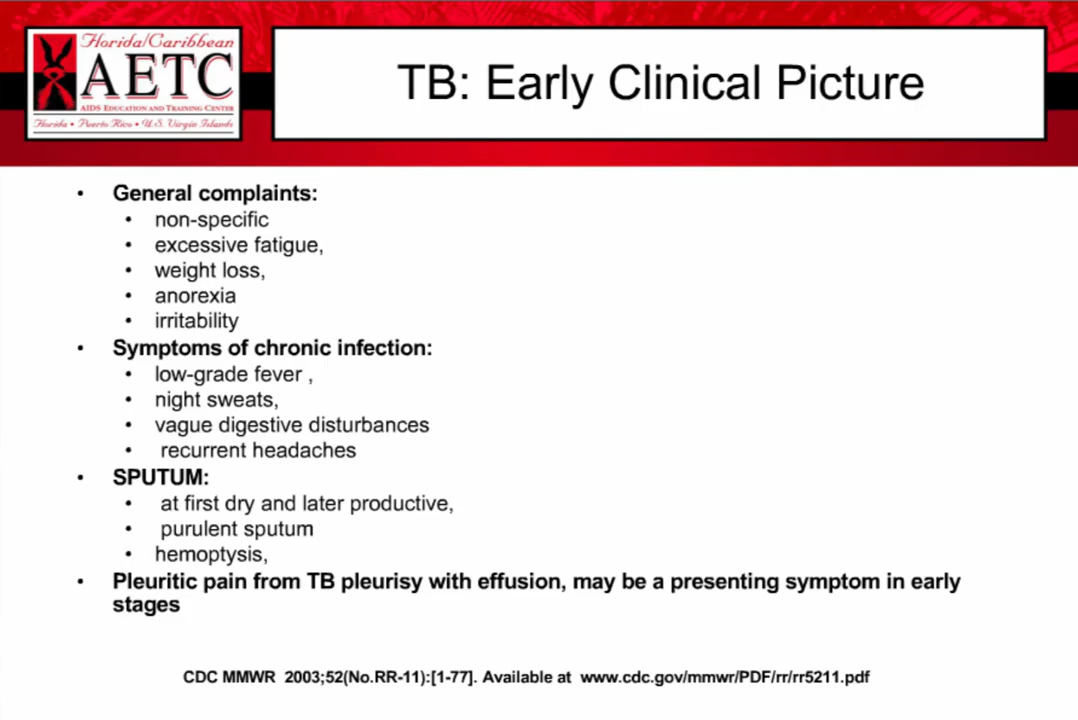 Florida/Caribbean
AETC
AIDS EDUCATION AND TRAINING CENTER
Florida • Puerto Rico • U.S. Virgin Islands
TB: Early Clinical Picture
• General complaints:
• non-specific
• excessive fatigue,
• weight loss,
• anorexia
• irritability
• Symptoms of chronic infection:
• low-grade fever ,
• night sweats,
• vague digestive disturbances
• recurrent headaches
• SPUTUM:
• at first dry and later productive,
• purulent sputum
• hemoptysis,
• Pleuritic pain from TB pleurisy with effusion, may be a presenting symptom in early
stages
CDC MMWR 2003;52(No.RR-11):[1-77]. Available at www.cdc.gov/mmwr/PDF/rr/rr5211.pdf